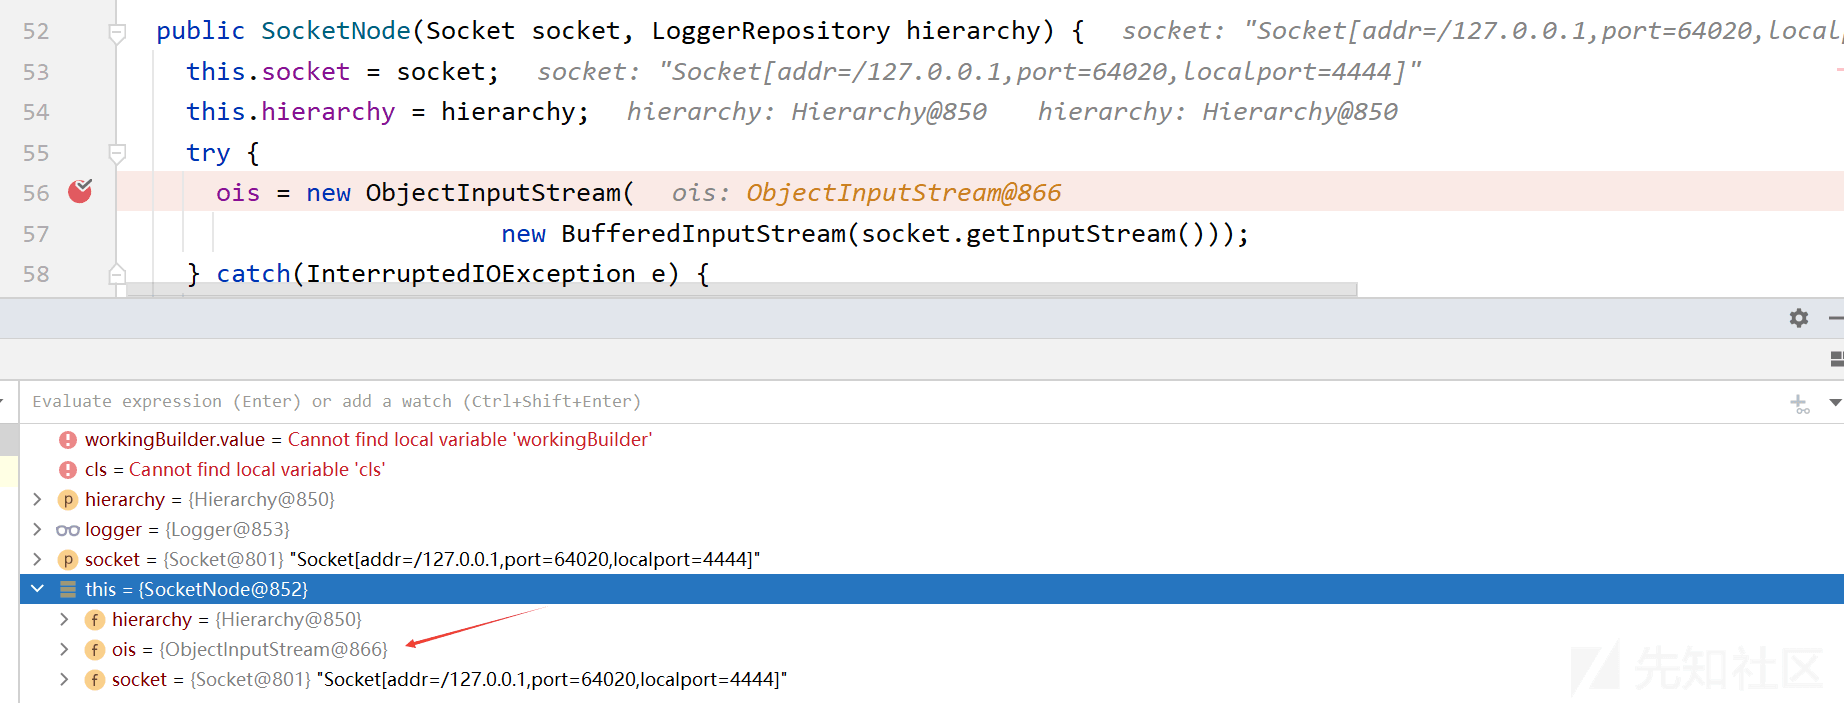 52 public SocketNode(Socket socket, LoggerRepository hierarchy) { socket: "Socket[addr=/127.0.0.1,port=64020,localp
53 this.socket = socket; socket: "Socket[addr=/127.0.0.1,port=64020,localport=4444]"
54 this.hierarchy = hierarchy; hierarchy: Hierarchy@850 hierarchy: Hierarchy@850
55 try {
56 ois = new ObjectInputStream( ois: ObjectInputStream@866
57 new BufferedInputStream(socket.getInputStream()));
58 } catch(InterruptedIOException e) {
Evaluate expression (Enter) or add a watch (Ctrl+Shift+Enter)
workingBuilder.value = Cannot find local variable 'workingBuilder'
cls = Cannot find local variable 'cls'
p hierarchy = {Hierarchy@850}
logger = {Logger@853}
p socket = {Socket@801} "Socket[addr=/127.0.0.1,port=64020,localport=4444]"
this = {SocketNode@852}
f hierarchy = {Hierarchy@850}
f ois = {ObjectInputStream@866}
f socket = {Socket@801} "Socket[addr=/127.0.0.1,port=64020,localport=4444]"
先知社区